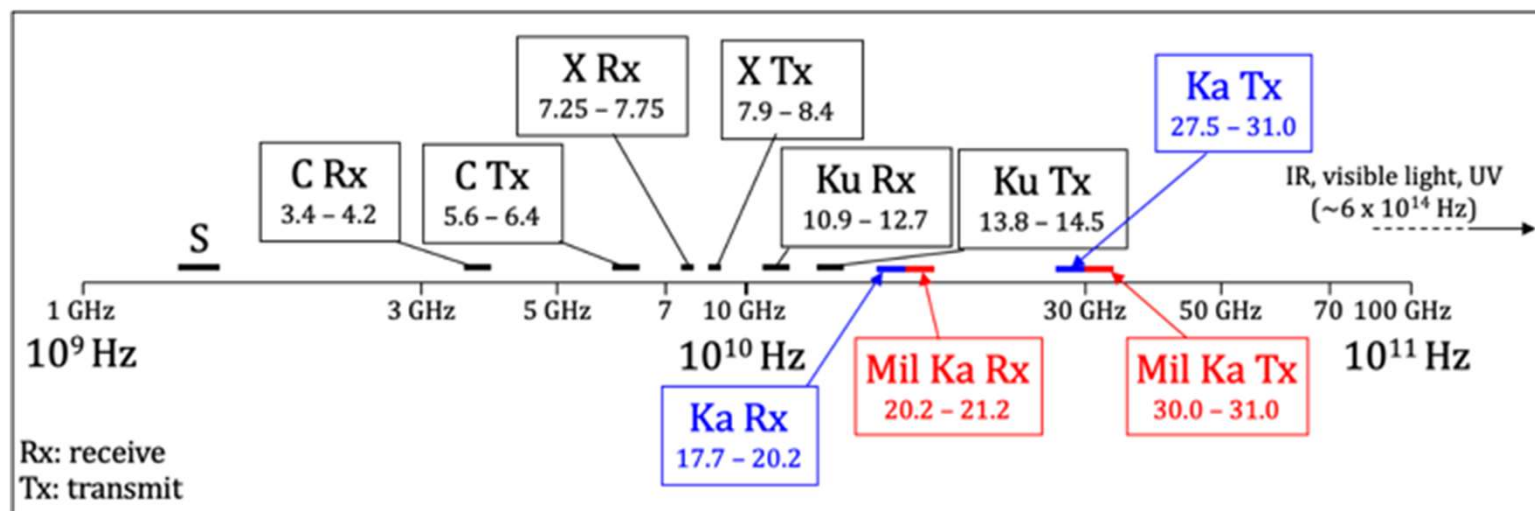 X Rx
7.25 – 7.75
X Tx
7.9 – 8.4
Ka Tx
27.5 – 31.0
C Rx
3.4 – 4.2
C Tx
5.6 – 6.4
Ku Rx
10.9 – 12.7
Ku Tx
13.8 – 14.5
IR, visible light, UV
(~6 x 10¹⁴ Hz)
S
1 GHz 3 GHz 5 GHz 7 10 GHz 30 GHz 50 GHz 70 100 GHz
10⁹ Hz 10¹⁰ Hz 10¹¹ Hz
Mil Ka Rx
20.2 – 21.2
Mil Ka Tx
30.0 – 31.0
Ka Rx
17.7 – 20.2
Rx: receive
Tx: transmit